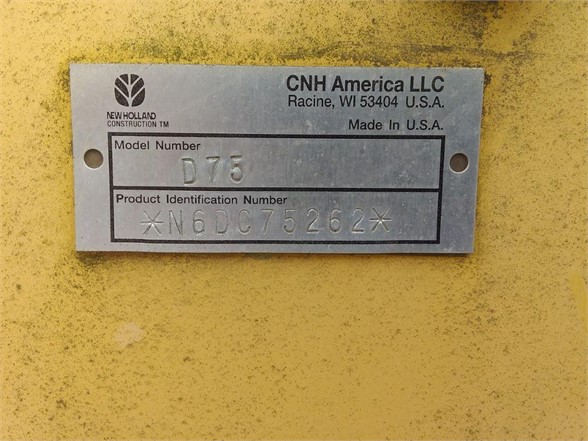 NEW HOLLAND
CONSTRUCTION TM
CNH America LLC
Racine, WI 53404 U.S.A.
Made In U.S.A.
Model Number
D75
Product Identification Number
*N6DC75262*